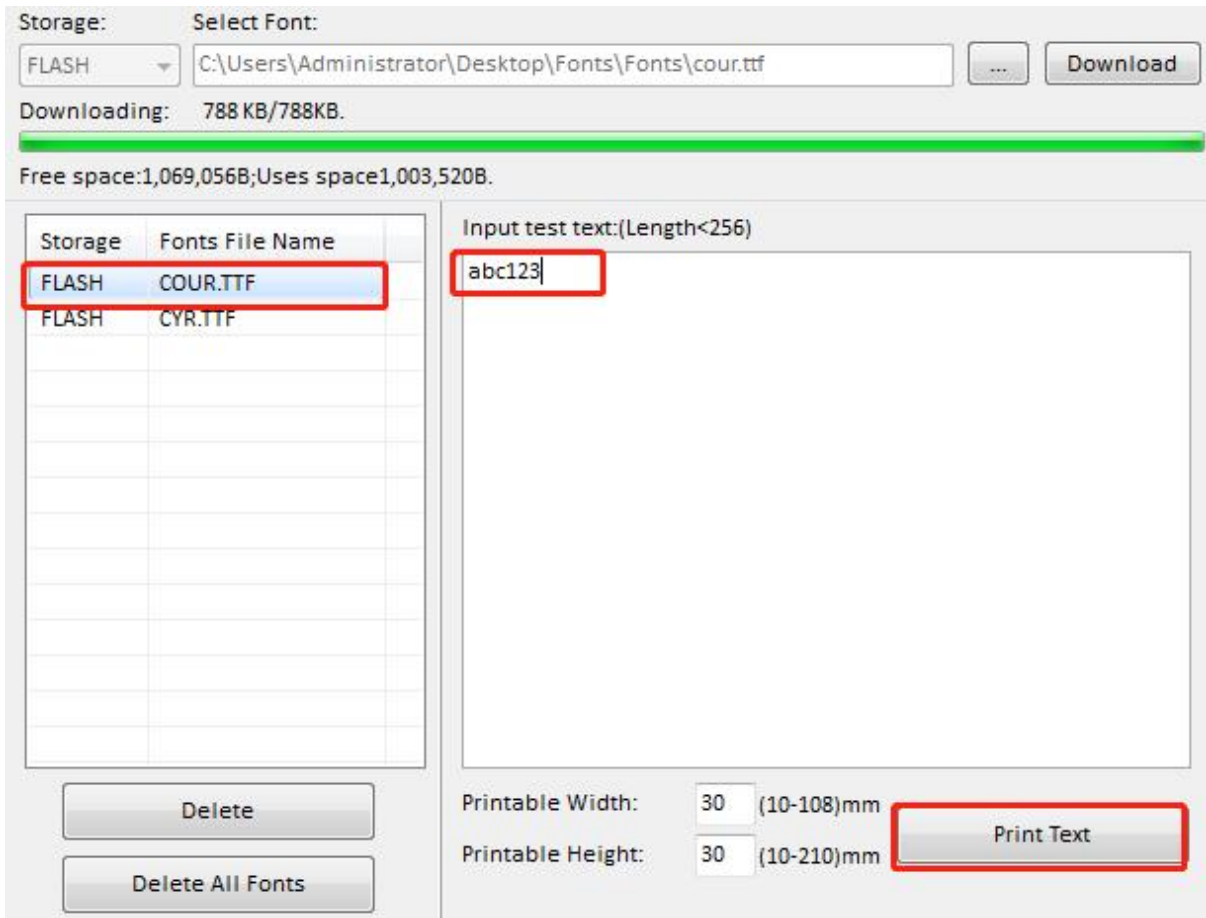 Storage: Select Font:
FLASH C:\Users\Administrator\Desktop\Fonts\Fonts\cour.ttf ... Download
Downloading: 788 KB/788KB.
Free space:1,069,056B;Uses space1,003,520B.
Storage Fonts File Name
FLASH COUR.TTF
FLASH CYR.TTF
Delete
Delete All Fonts
Input test text:(Length<256)
abc123
Printable Width: 30 (10-108)mm
Printable Height: 30 (10-210)mm
Print Text